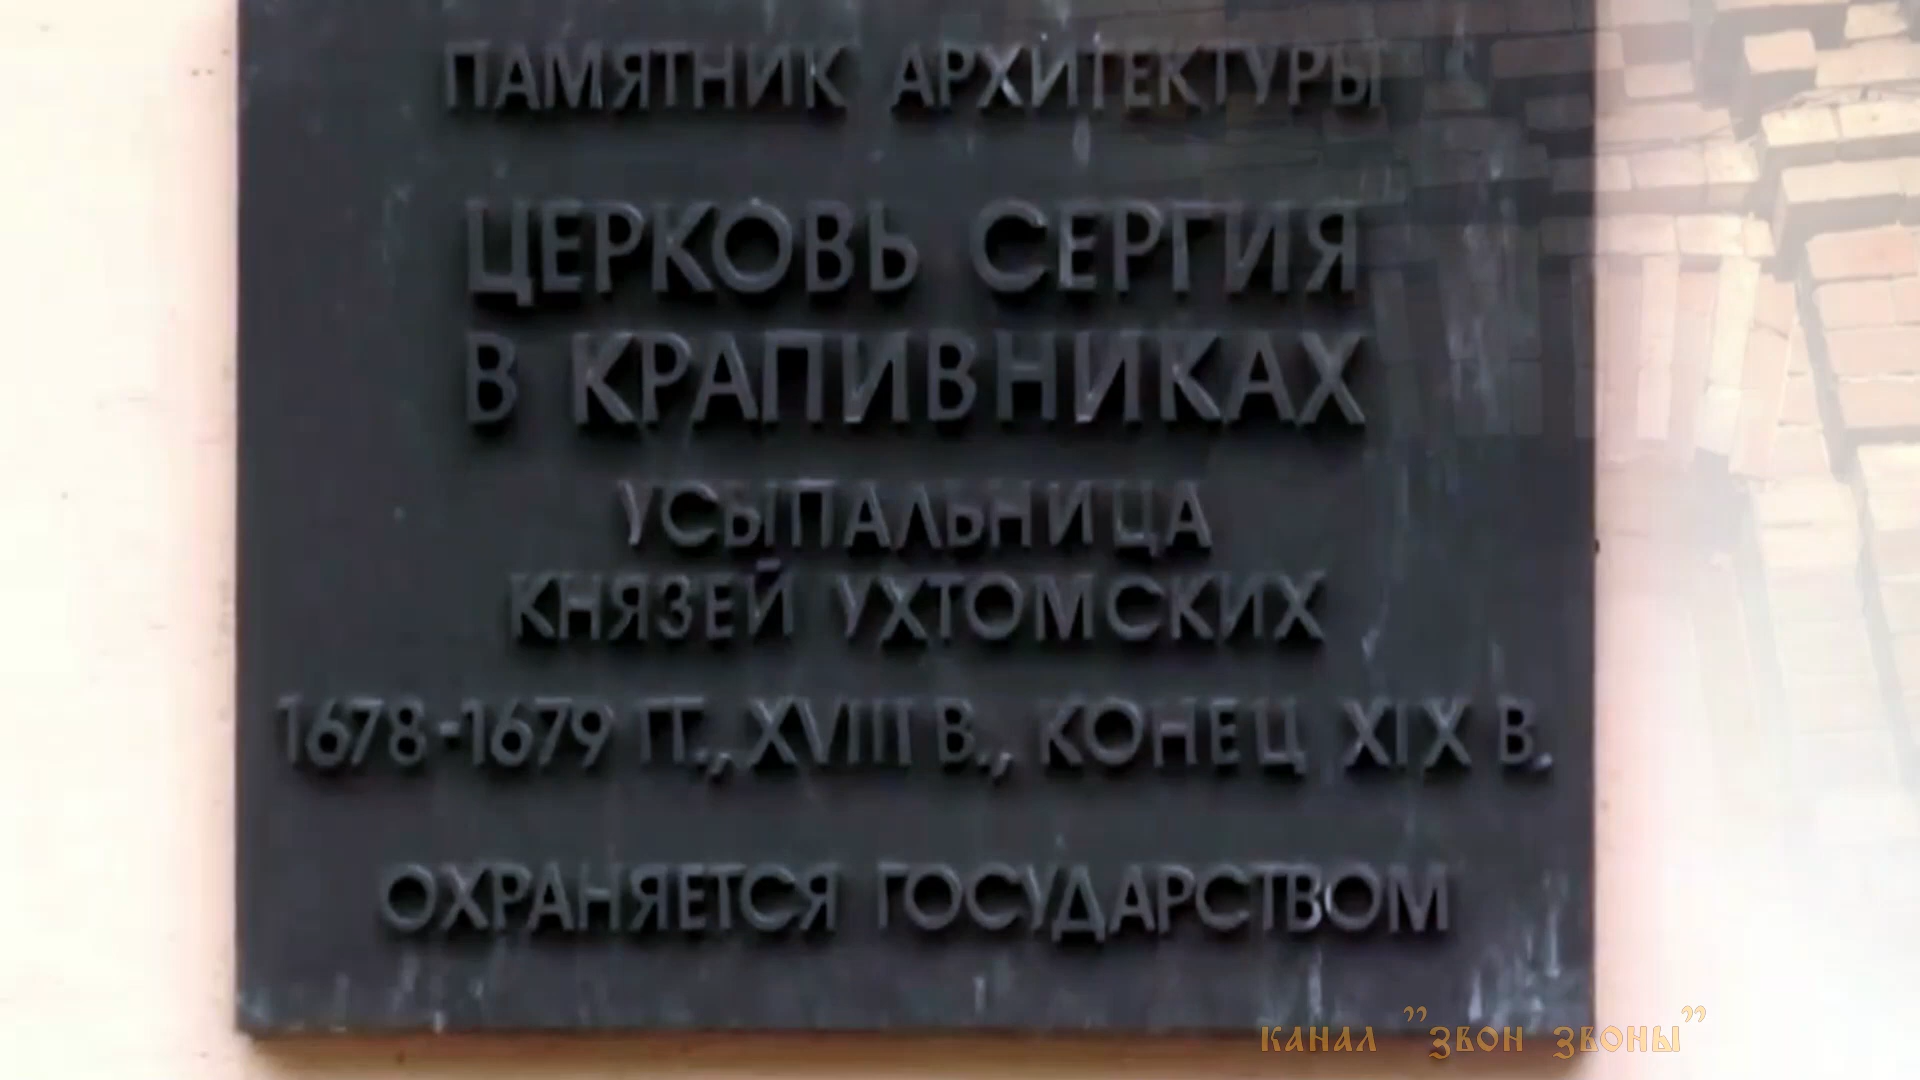 ПАМЯТНИК АРХИТЕКТУРЫ
ЦЕРКОВЬ СЕРГИЯ
В КРАПИВНИКАХ
УСЫПАЛЬНИЦА
КНЯЗЕЙ УХТОМСКИХ
1678-1679 ГГ., XVIII В., КОНЕЦ XIX В.
ОХРАНЯЕТСЯ ГОСУДАРСТВОМ
КАНАЛ "ЗВОН ЗВОНЫ"